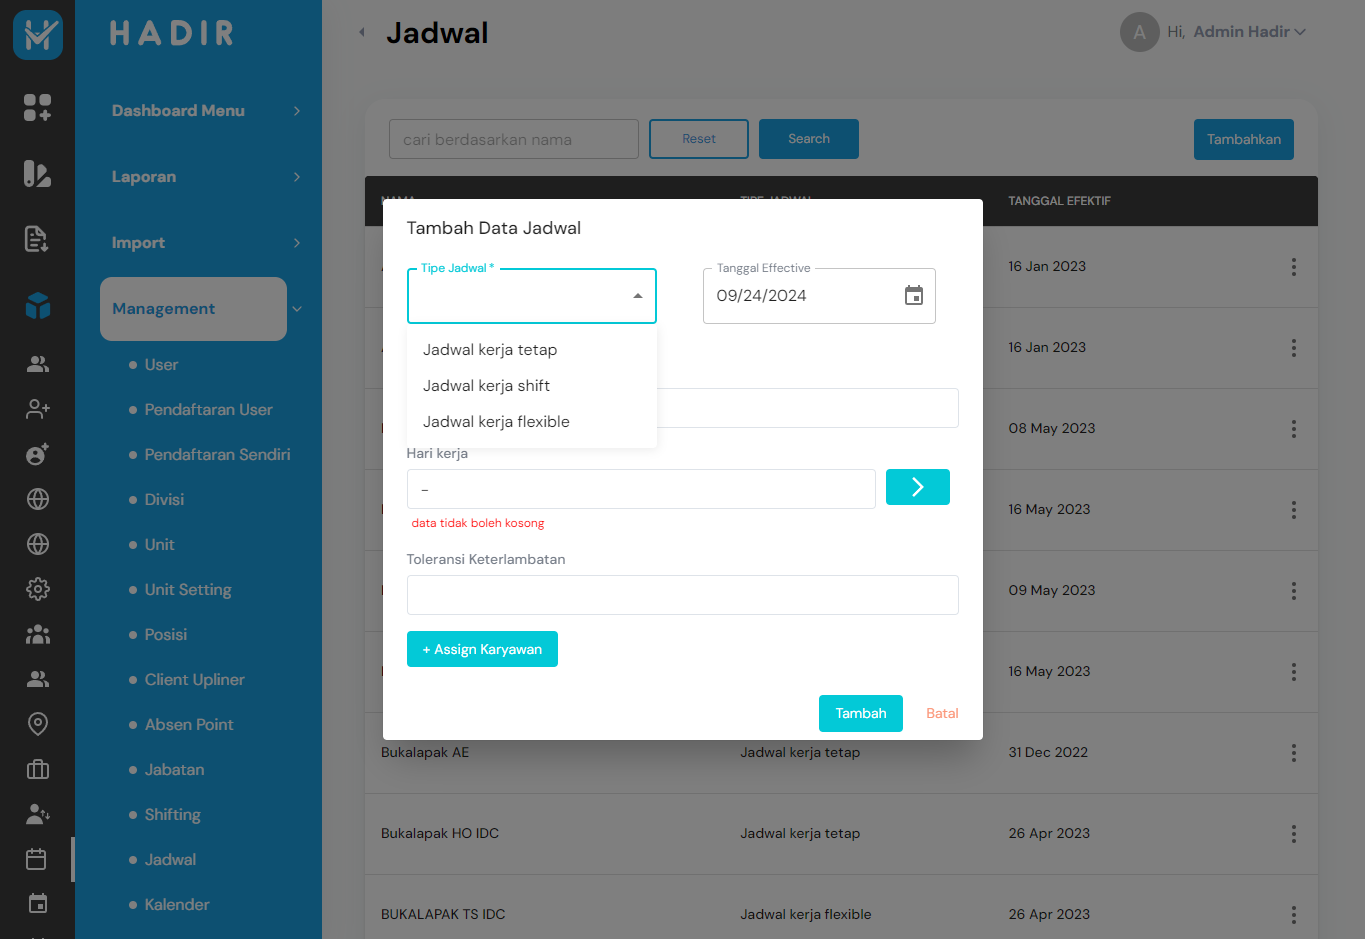 HADIR
Jadwal
A
Hi, Admin Hadir
Dashboard Menu
Laporan
Import
Management
User
Pendaftaran User
Pendaftaran Sendiri
Divisi
Unit
Unit Setting
Posisi
Client Upliner
Absen Point
Jabatan
Shifting
Jadwal
Kalender
cari berdasarkan nama
Reset
Search
Tambahkan
NAMA
TIPE JADWAL
TANGGAL EFEKTIF
16 Jan 2023
16 Jan 2023
08 May 2023
16 May 2023
09 May 2023
16 May 2023
Bukalapak AE
Jadwal kerja tetap
31 Dec 2022
Bukalapak HO IDC
Jadwal kerja tetap
26 Apr 2023
BUKALAPAK TS IDC
Jadwal kerja flexible
26 Apr 2023
Tambah Data Jadwal
Tipe Jadwal *
Tanggal Effective
09/24/2024
Jadwal kerja tetap
Jadwal kerja shift
Jadwal kerja flexible
Hari kerja
-
data tidak boleh kosong
Toleransi Keterlambatan
+ Assign Karyawan
Tambah
Batal